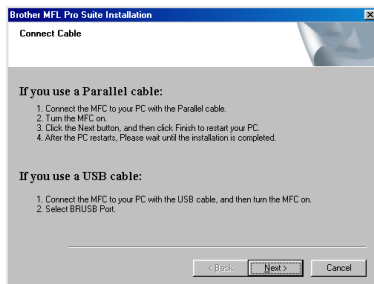 Brother MFL Pro Suite Installation
Connect Cable
If you use a Parallel cable:
1. Connect the MFC to your PC with the Parallel cable.
2. Turn the MFC on.
3. Click the Next button, and then click Finish to restart your PC.
4. After the PC restarts, Please wait until the installation is completed.
If you use a USB cable:
1. Connect the MFC to your PC with the USB cable, and then turn the MFC on.
2. Select BRUSB Port.
< Back Next > Cancel